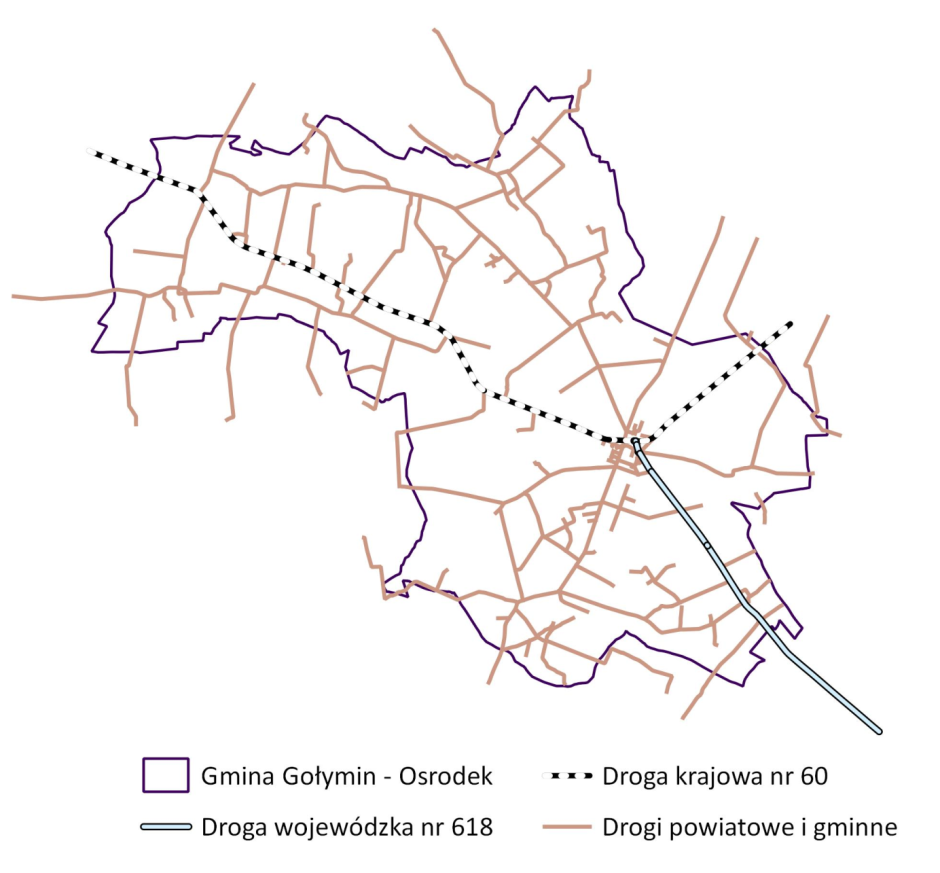 Gmina Gołymin - Osrodek
Droga krajowa nr 60
Droga wojewódzka nr 618
Drogi powiatowe i gminne